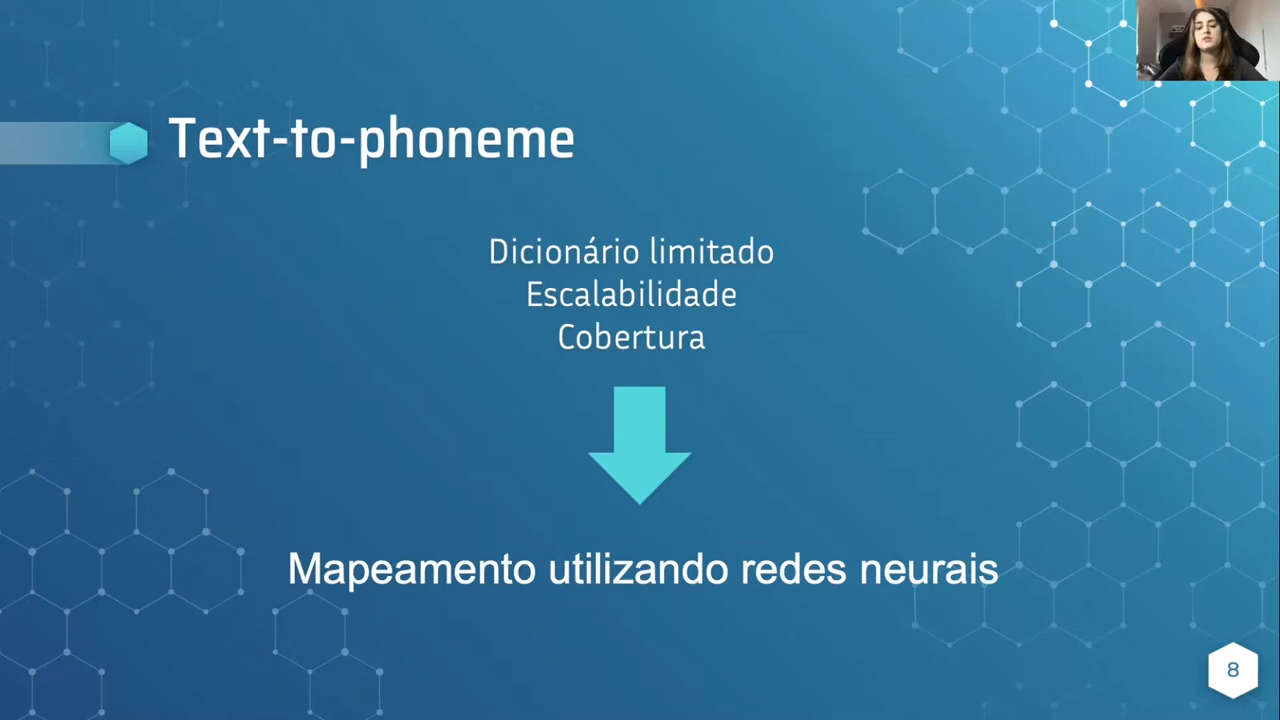 Text-to-phoneme
Dicionário limitado
Escalabilidade
Cobertura
Mapeamento utilizando redes neurais
8